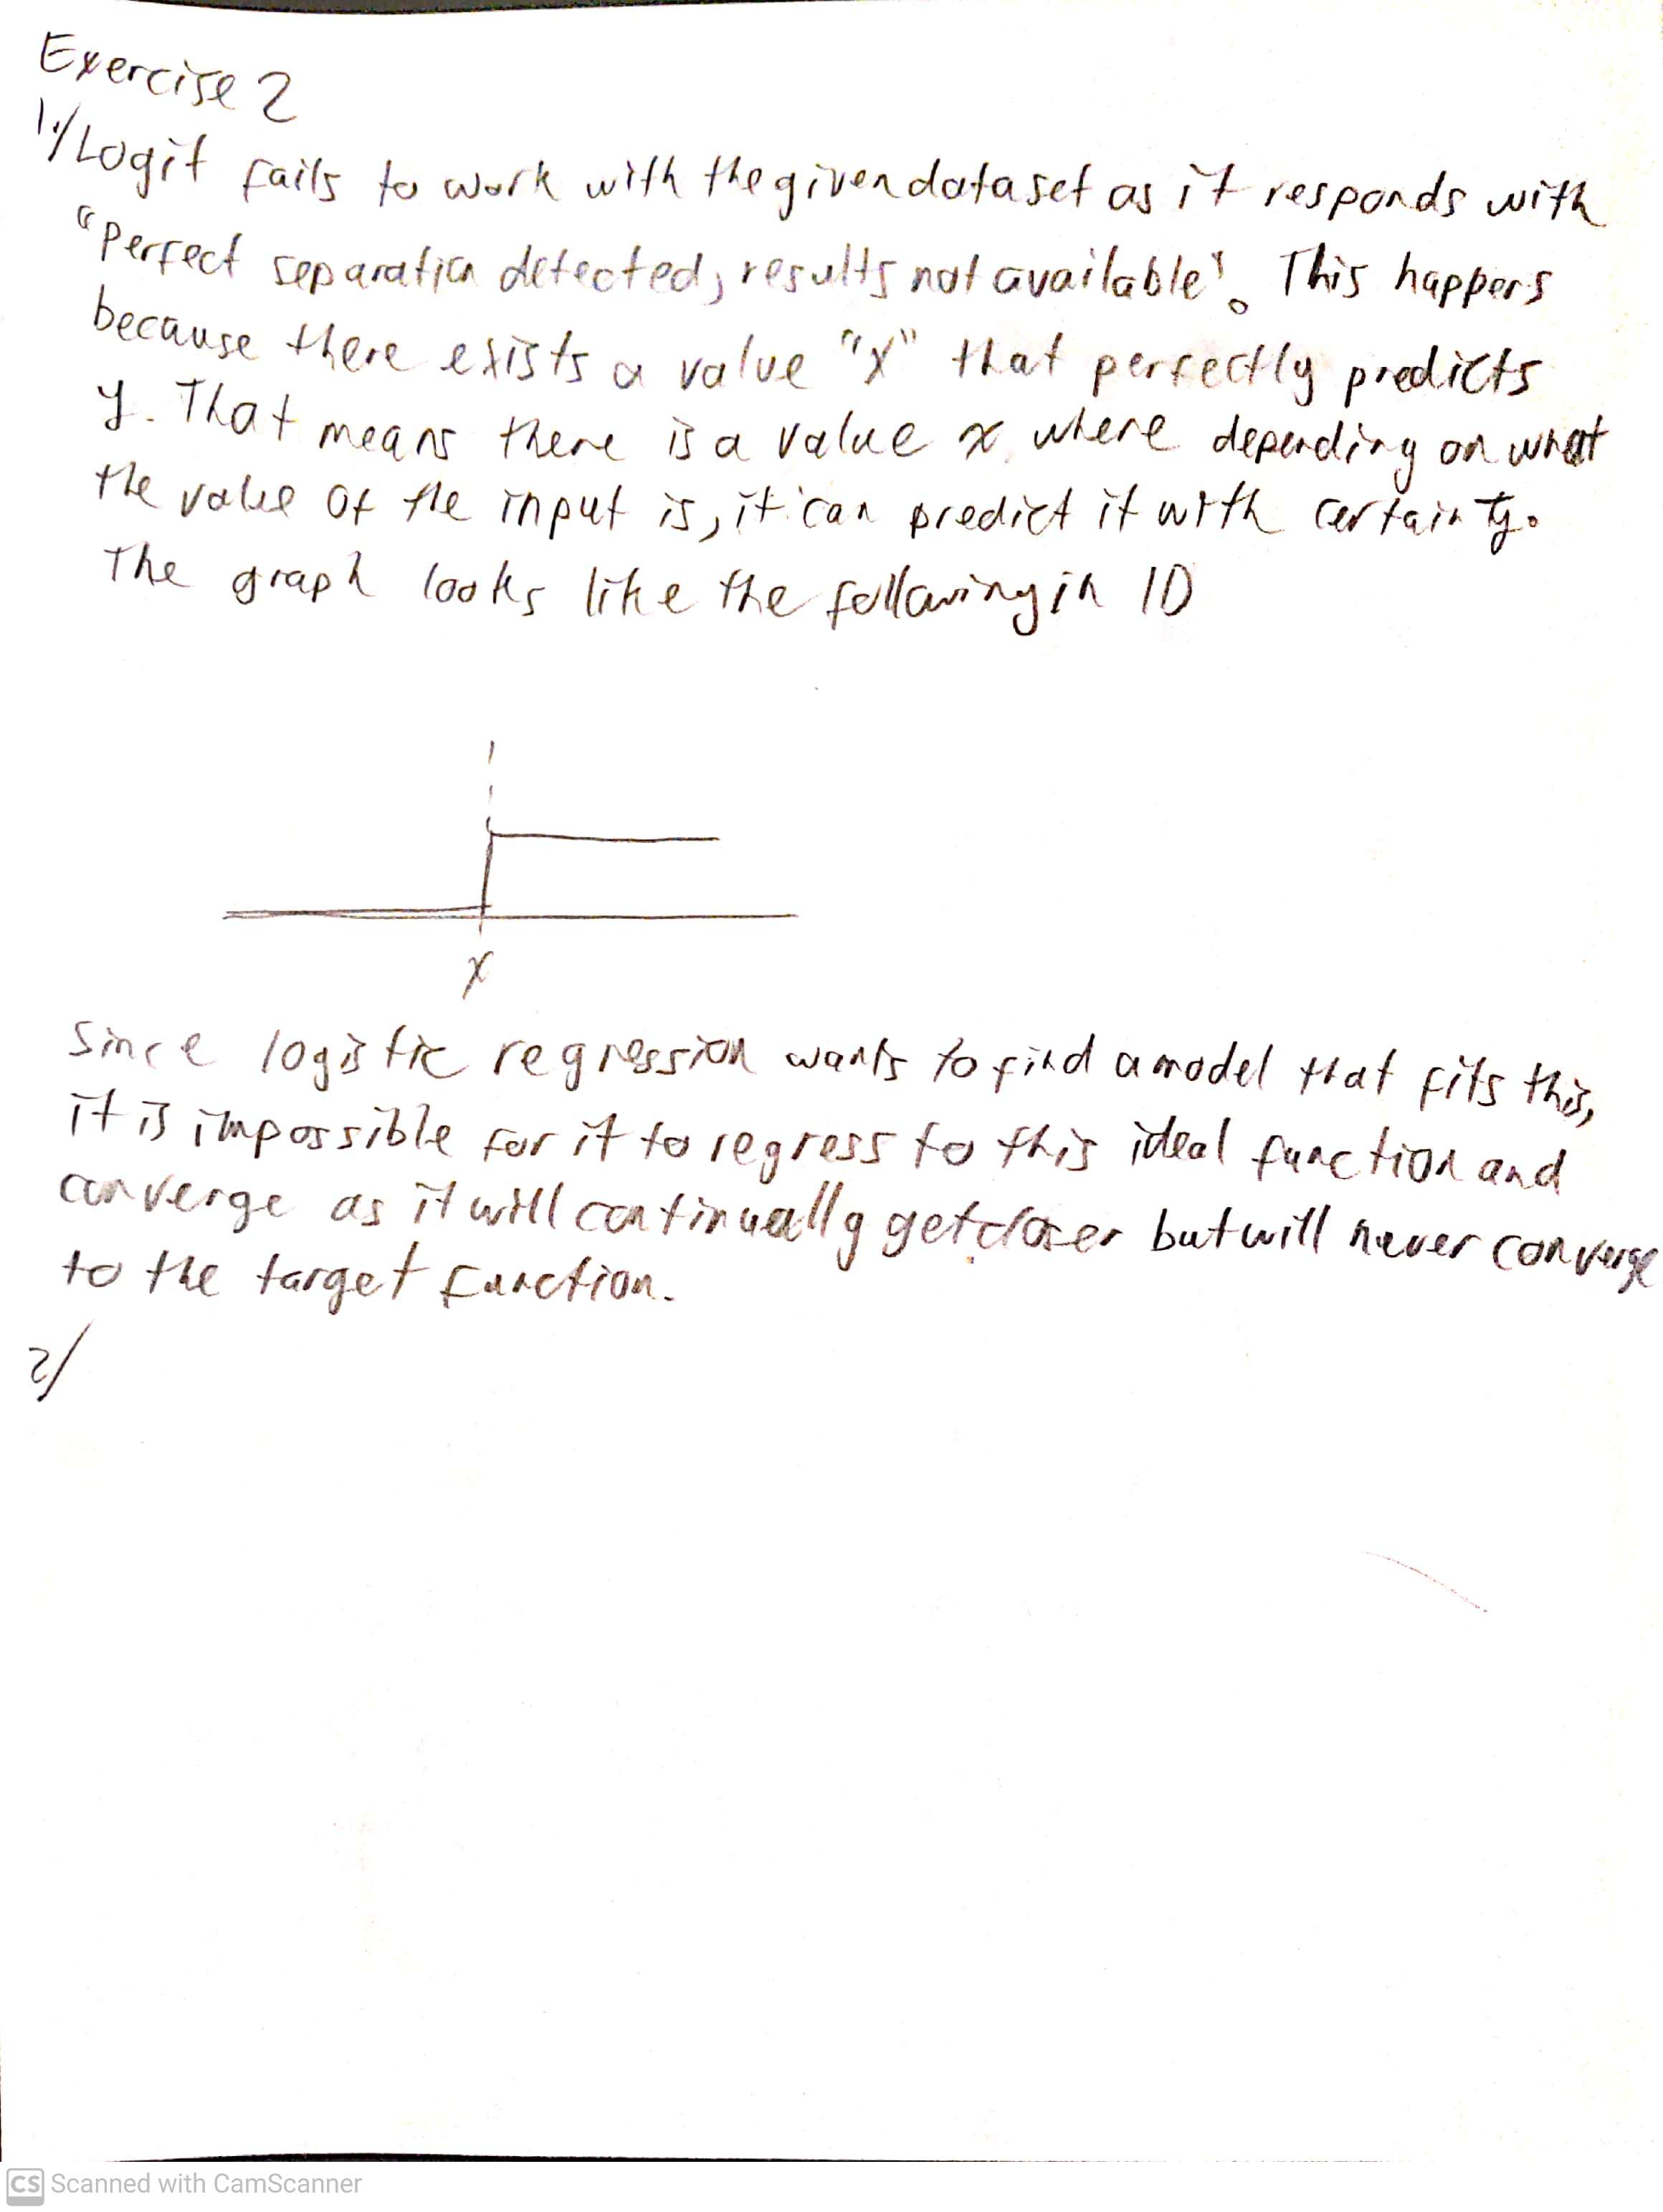 Exercise 2
1./ Logit fails to work with the given dataset as it responds with
"Perfect separation detected, results not available". This happens
because there exists a value "x" that perfectly predicts
y. That means there is a value x where depending on what
the value of the input is, it can predict it with certainty.
The graph looks like the following in 1D
x
Since logistic regression wants to find a model that fits this,
it is impossible for it to regress to this ideal function and
converge as it will continually get closer but will never converge
to the target function.
2/
CS Scanned with CamScanner